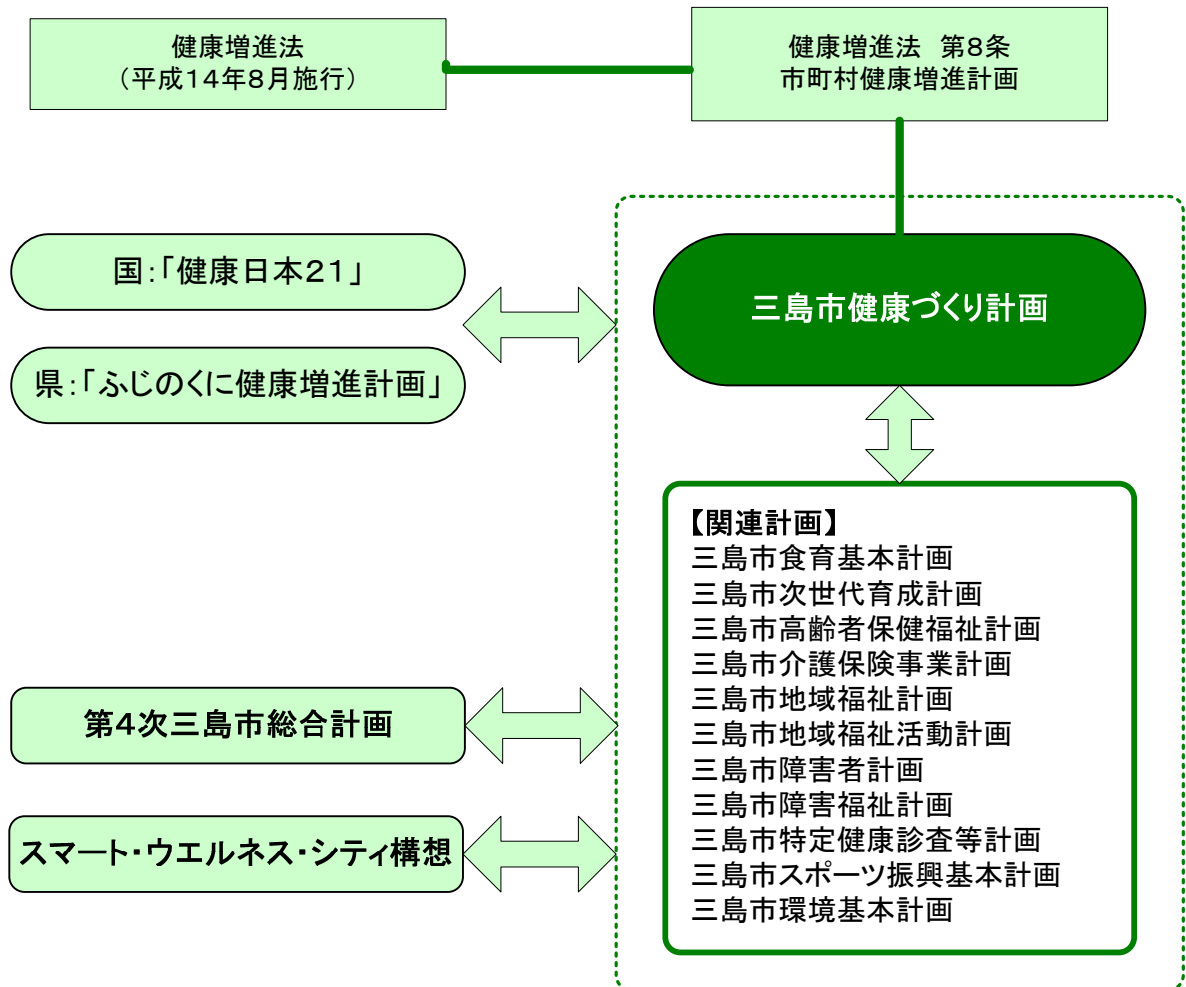 健康増進法
(平成14年8月施行)
健康増進法 第8条
市町村健康増進計画
国:「健康日本21」
県:「ふじのくに健康増進計画」
三島市健康づくり計画
【関連計画】
三島市食育基本計画
三島市次世代育成計画
三島市高齢者保健福祉計画
三島市介護保険事業計画
三島市地域福祉計画
三島市地域福祉活動計画
三島市障害者計画
三島市障害福祉計画
三島市特定健康診査等計画
三島市スポーツ振興基本計画
三島市環境基本計画
第4次三島市総合計画
スマート・ウエルネス・シティ構想